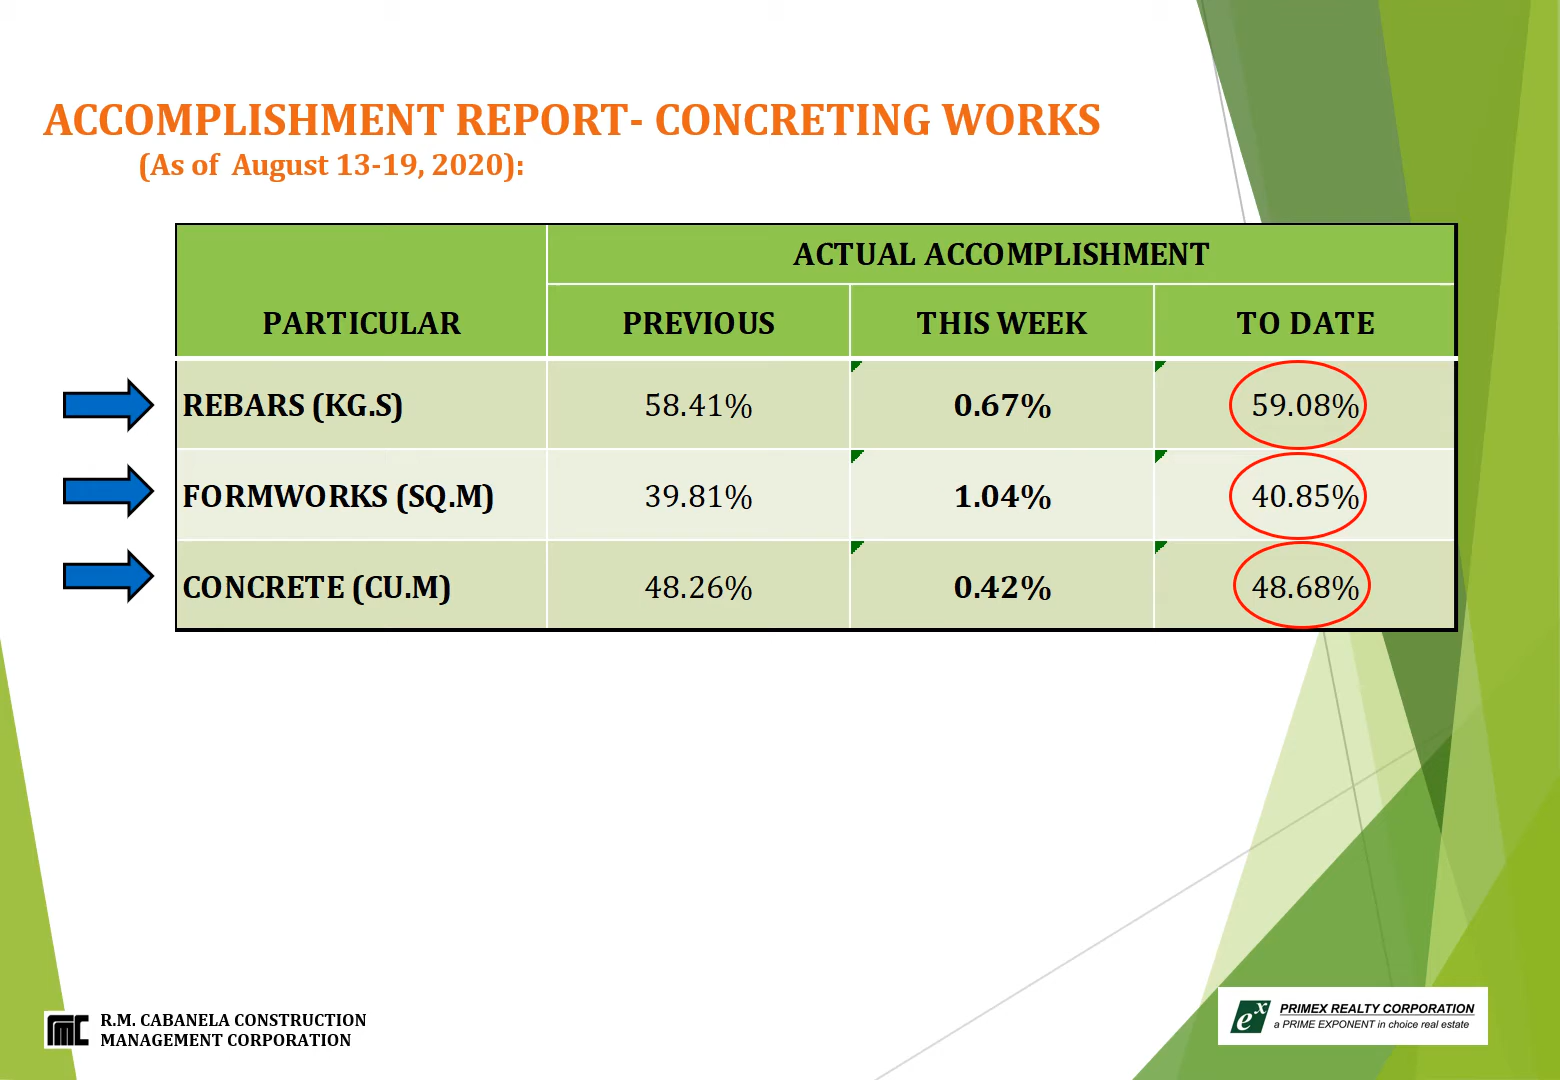 ACCOMPLISHMENT REPORT- CONCRETING WORKS
(As of August 13-19, 2020):
ACTUAL ACCOMPLISHMENT
PARTICULAR PREVIOUS THIS WEEK TO DATE
REBARS (KG.S) 58.41% 0.67% 59.08%
FORMWORKS (SQ.M) 39.81% 1.04% 40.85%
CONCRETE (CU.M) 48.26% 0.42% 48.68%
R.M. CABANELA CONSTRUCTION
MANAGEMENT CORPORATION
ex PRIMEX REALTY CORPORATION
a PRIME EXPONENT in choice real estate